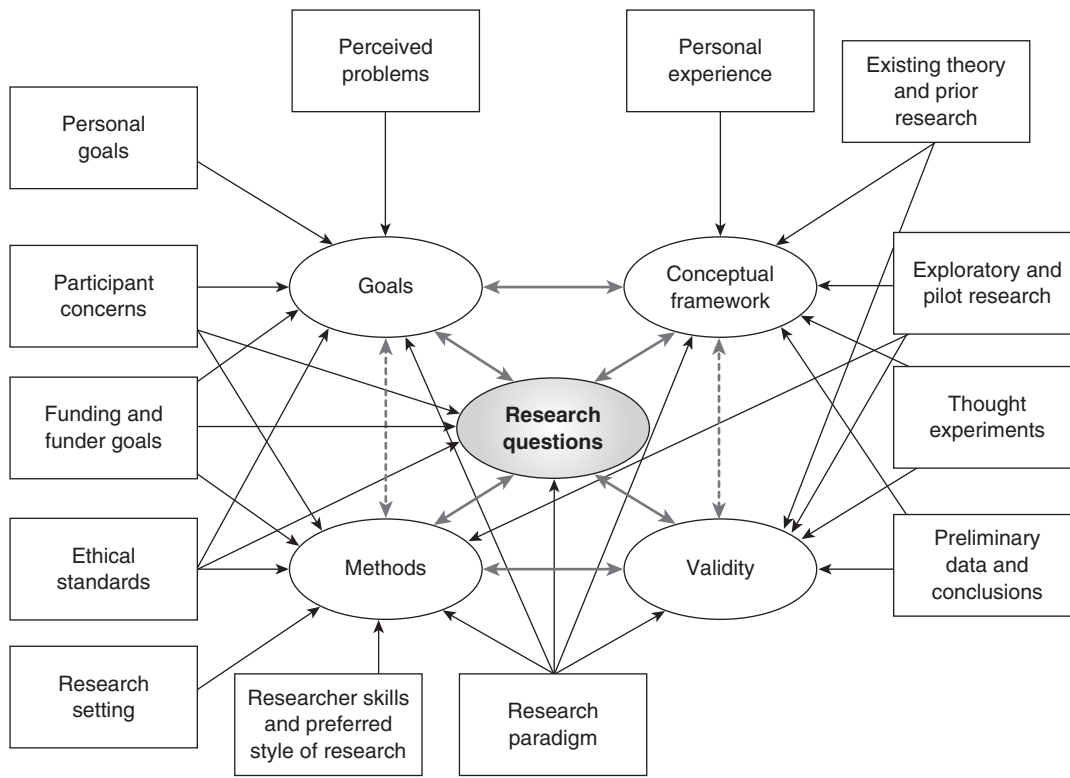 Perceived
problems
Personal
experience
Existing theory
and prior
research
Personal
goals
Participant
concerns
Goals
Conceptual
framework
Exploratory and
pilot research
Funding and
funder goals
Research
questions
Thought
experiments
Ethical
standards
Methods
Validity
Preliminary
data and
conclusions
Research
setting
Researcher skills
and preferred
style of research
Research
paradigm